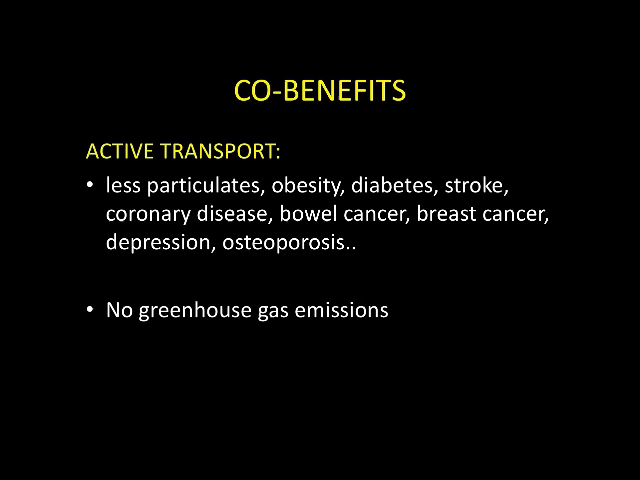 CO-BENEFITS
ACTIVE TRANSPORT:
• less particulates, obesity, diabetes, stroke,
coronary disease, bowel cancer, breast cancer,
depression, osteoporosis..
• No greenhouse gas emissions